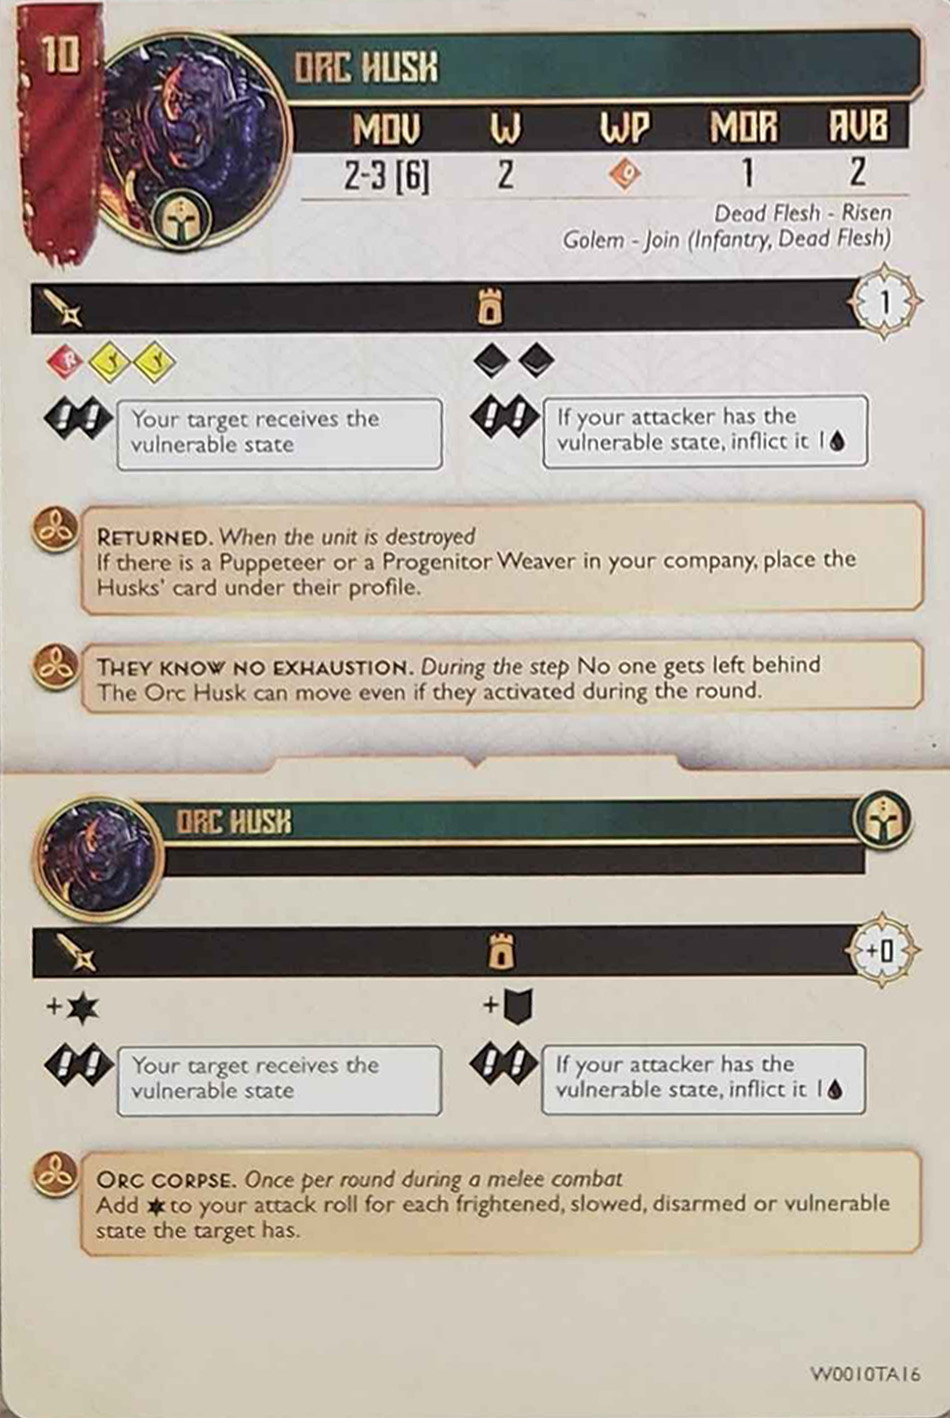 10
ORC HUSK
MOV W WP MOR AVB
2-3 [6] 2 1 2
Dead Flesh - Risen
Golem - Join (Infantry, Dead Flesh)
1
R Y Y
!! Your target receives the
vulnerable state
!! If your attacker has the
vulnerable state, inflict it 1
RETURNED. When the unit is destroyed
If there is a Puppeteer or a Progenitor Weaver in your company, place the
Husks' card under their profile.
THEY KNOW NO EXHAUSTION. During the step No one gets left behind
The Orc Husk can move even if they activated during the round.
ORC HUSK
+0
+
+
!! Your target receives the
vulnerable state
!! If your attacker has the
vulnerable state, inflict it 1
ORC CORPSE. Once per round during a melee combat
Add to your attack roll for each frightened, slowed, disarmed or vulnerable
state the target has.
W0010TA16